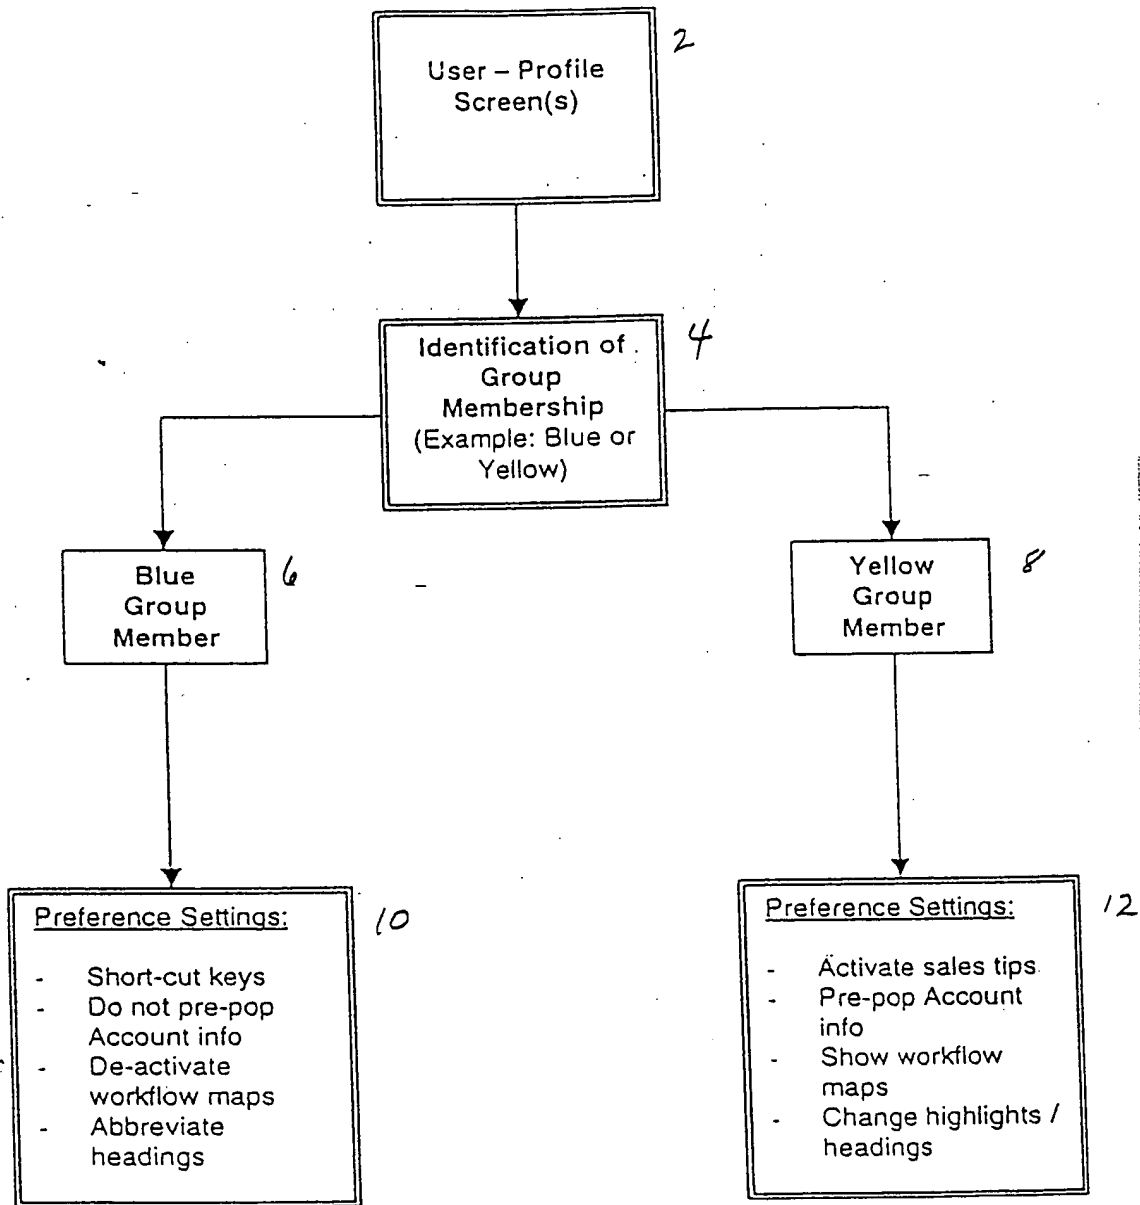 User – Profile
Screen(s)
2
Identification of
Group
Membership
(Example: Blue or
Yellow)
4
Blue
Group
Member
6
Yellow
Group
Member
8
Preference Settings:
- Short-cut keys
- Do not pre-pop
Account info
- De-activate
workflow maps
- Abbreviate
headings
10
Preference Settings:
- Activate sales tips
- Pre-pop Account
info
- Show workflow
maps
- Change highlights /
headings
12